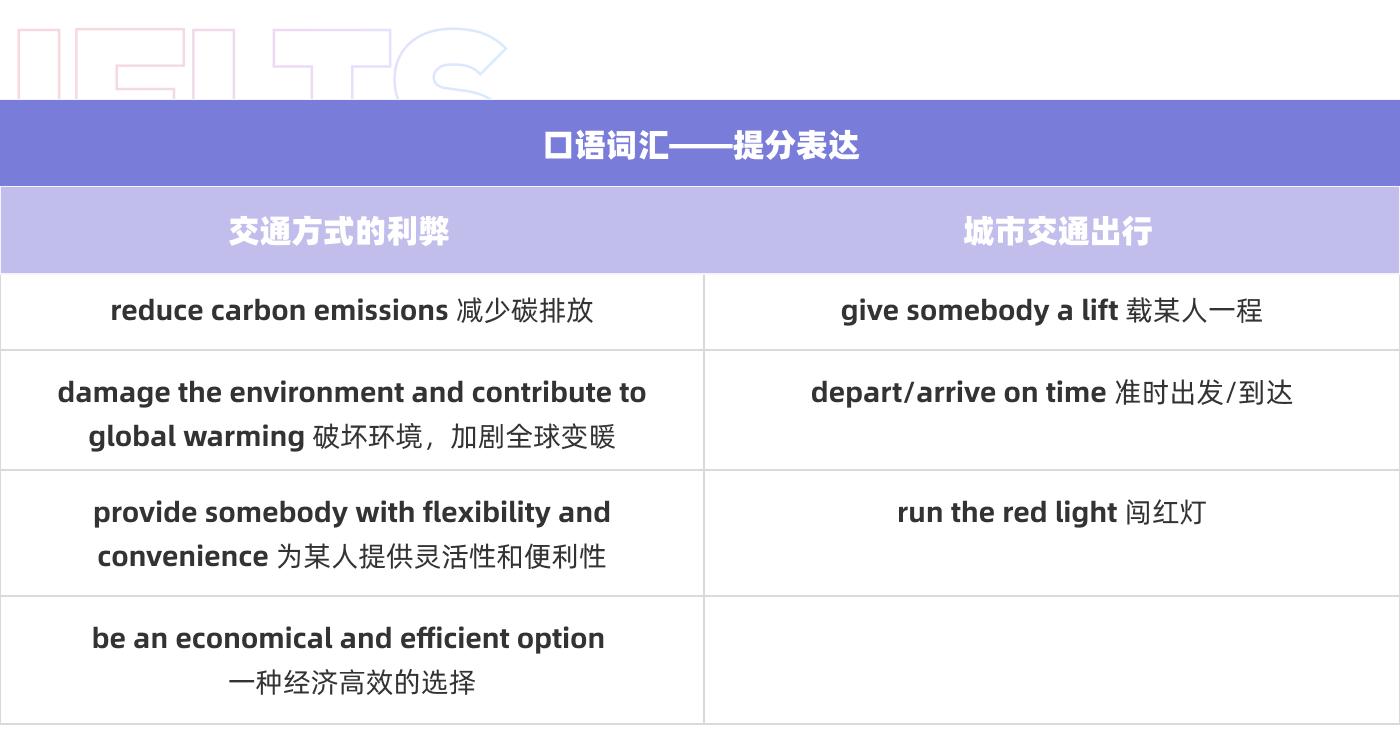 IELTS
口语词汇——提分表达
交通方式的利弊
城市交通出行
reduce carbon emissions 减少碳排放
give somebody a lift 载某人一程
damage the environment and contribute to
global warming 破坏环境，加剧全球变暖
depart/arrive on time 准时出发/到达
provide somebody with flexibility and
convenience 为某人提供灵活性和便利性
run the red light 闯红灯
be an economical and efficient option
一种经济高效的选择